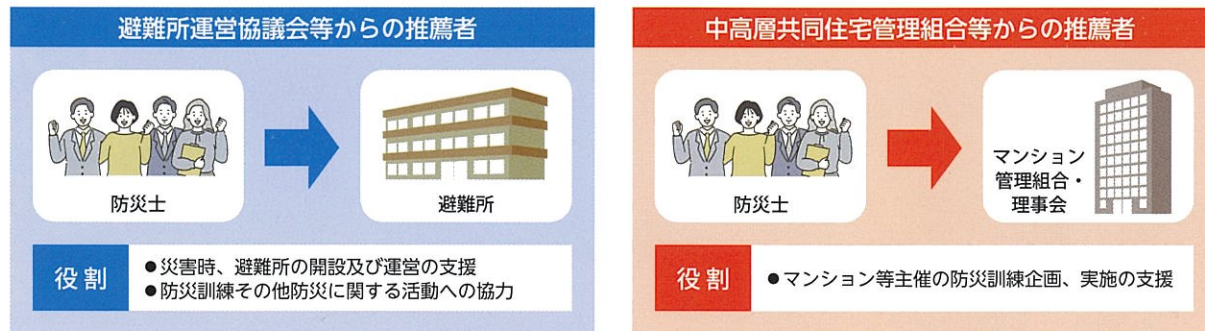 避難所運営協議会等からの推薦者
防災士
避難所
役割
●災害時、避難所の開設及び運営の支援
●防災訓練その他防災に関する活動への協力
中高層共同住宅管理組合等からの推薦者
防災士
マンション
管理組合・
理事会
役割
●マンション等主催の防災訓練企画、実施の支援